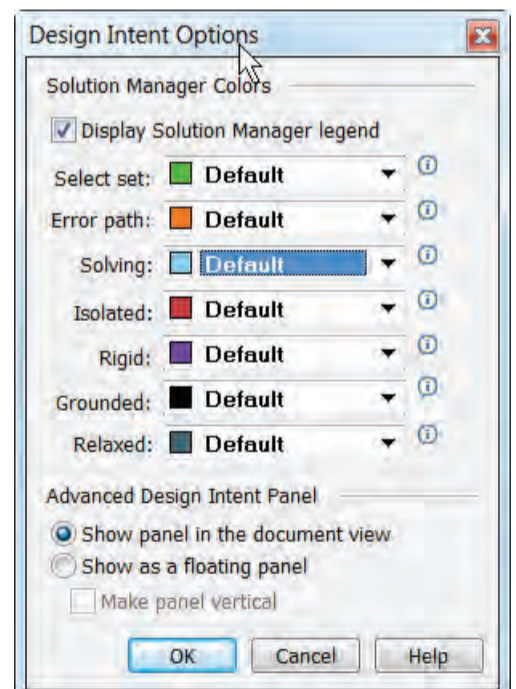 Design Intent Options
Solution Manager Colors
Display Solution Manager legend
Select set: Default
Error path: Default
Solving: Default
Isolated: Default
Rigid: Default
Grounded: Default
Relaxed: Default
Advanced Design Intent Panel
Show panel in the document view
Show as a floating panel
Make panel vertical
OK Cancel Help